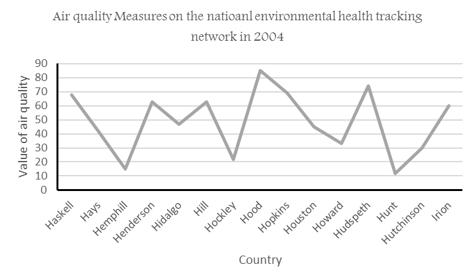 Air quality Measures on the natioanl environmental health tracking
network in 2004
Value of air quality
90
80
70
60
50
40
30
20
10
0
Haskell
Hays
Hemphill
Henderson
Hidalgo
Hill
Hockley
Hood
Hopkins
Houston
Howard
Hudspeth
Hunt
Hutchinson
Irion
Country